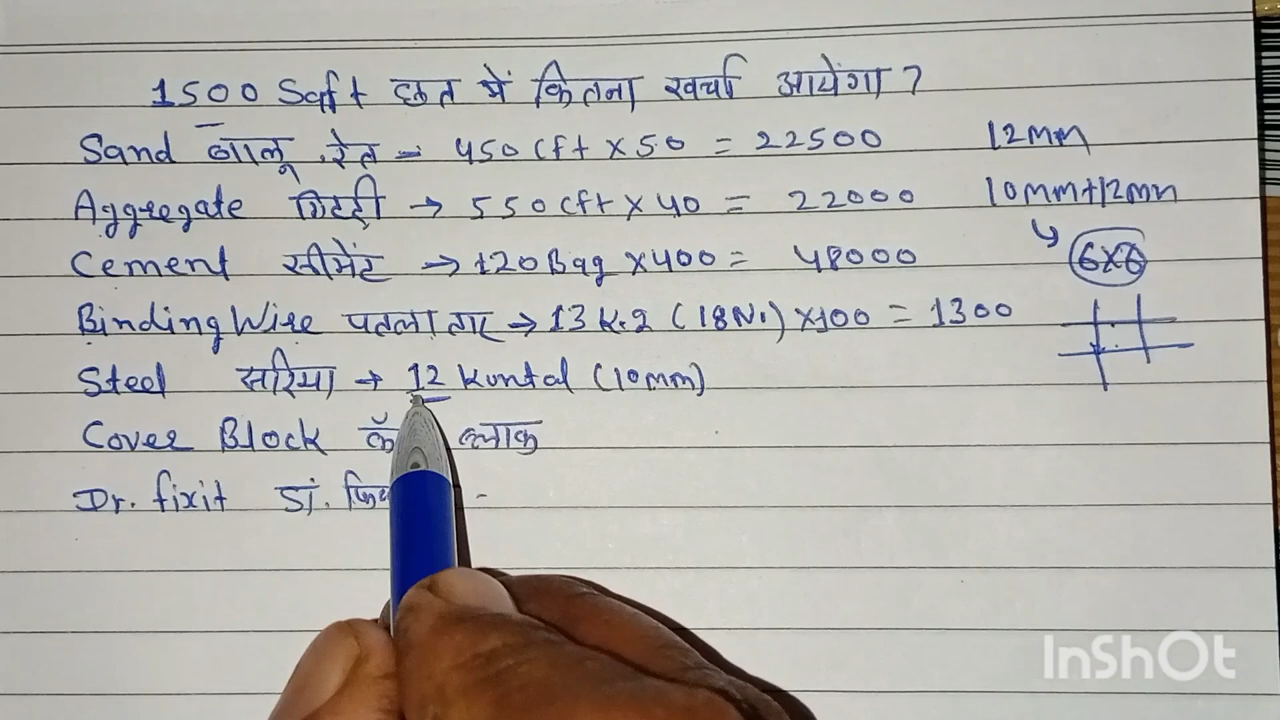 1500 Sqft छत में कितना खर्चा आयेंगा ?
Sand बालू, रेत - 450 Cft × 50 = 22500 12mm
Aggregate गिट्टी → 550 Cft × 40 = 22000 10mm+12mm
Cement सीमेंट → 120 Bag × 400 = 48000 6x6
Binding Wire पतला तार → 13 K.g (18 N.) × 100 = 1300
Steel सरिया → 12 Kuntal (10mm)
Cover Block ब्लाक
Dr. fixit डॉ. -
InShOt